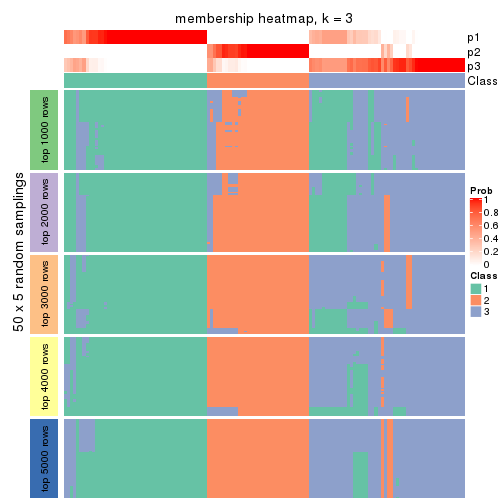 membership heatmap, k = 3
p1
p2
p3
Class
50 x 5 random samplings
top 1000 rows
top 2000 rows
top 3000 rows
top 4000 rows
top 5000 rows
Prob
1
0.8
0.6
0.4
0.2
0
Class
1
2
3